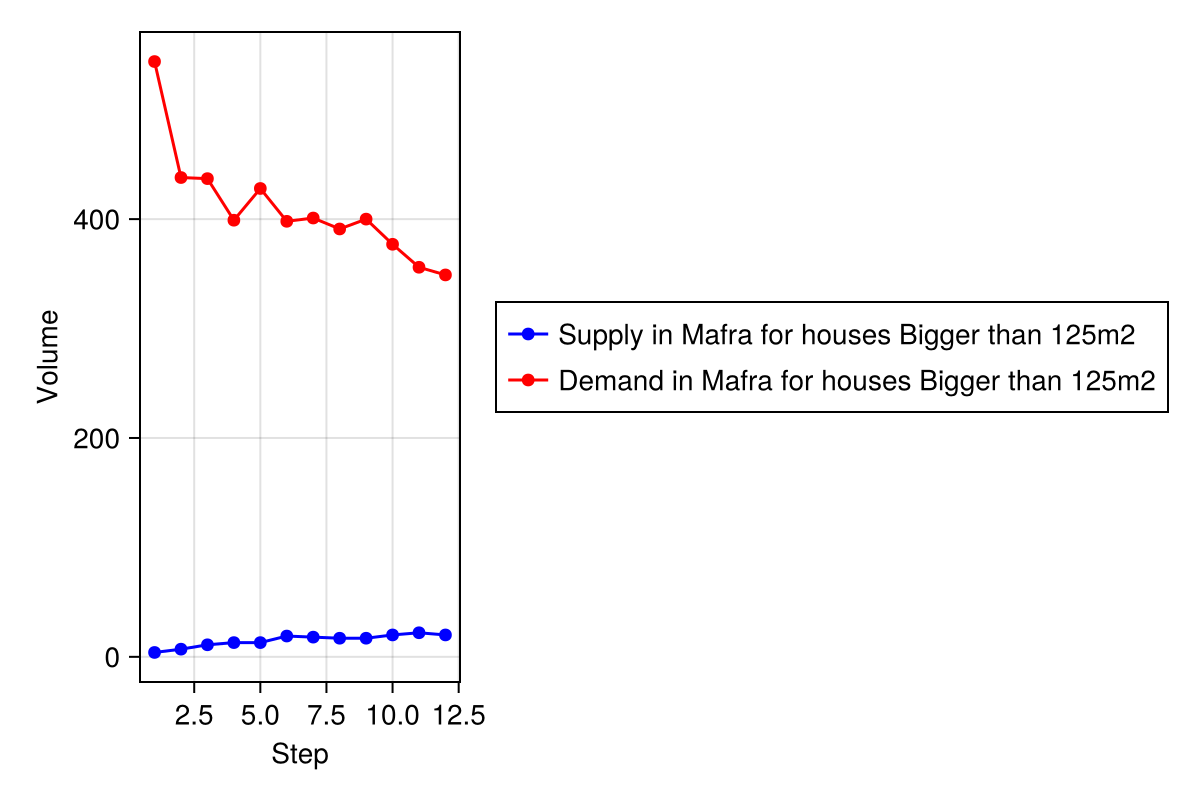 400
200
0
Volume
2.5 5.0 7.5 10.0 12.5
Step
Supply in Mafra for houses Bigger than 125m2
Demand in Mafra for houses Bigger than 125m2